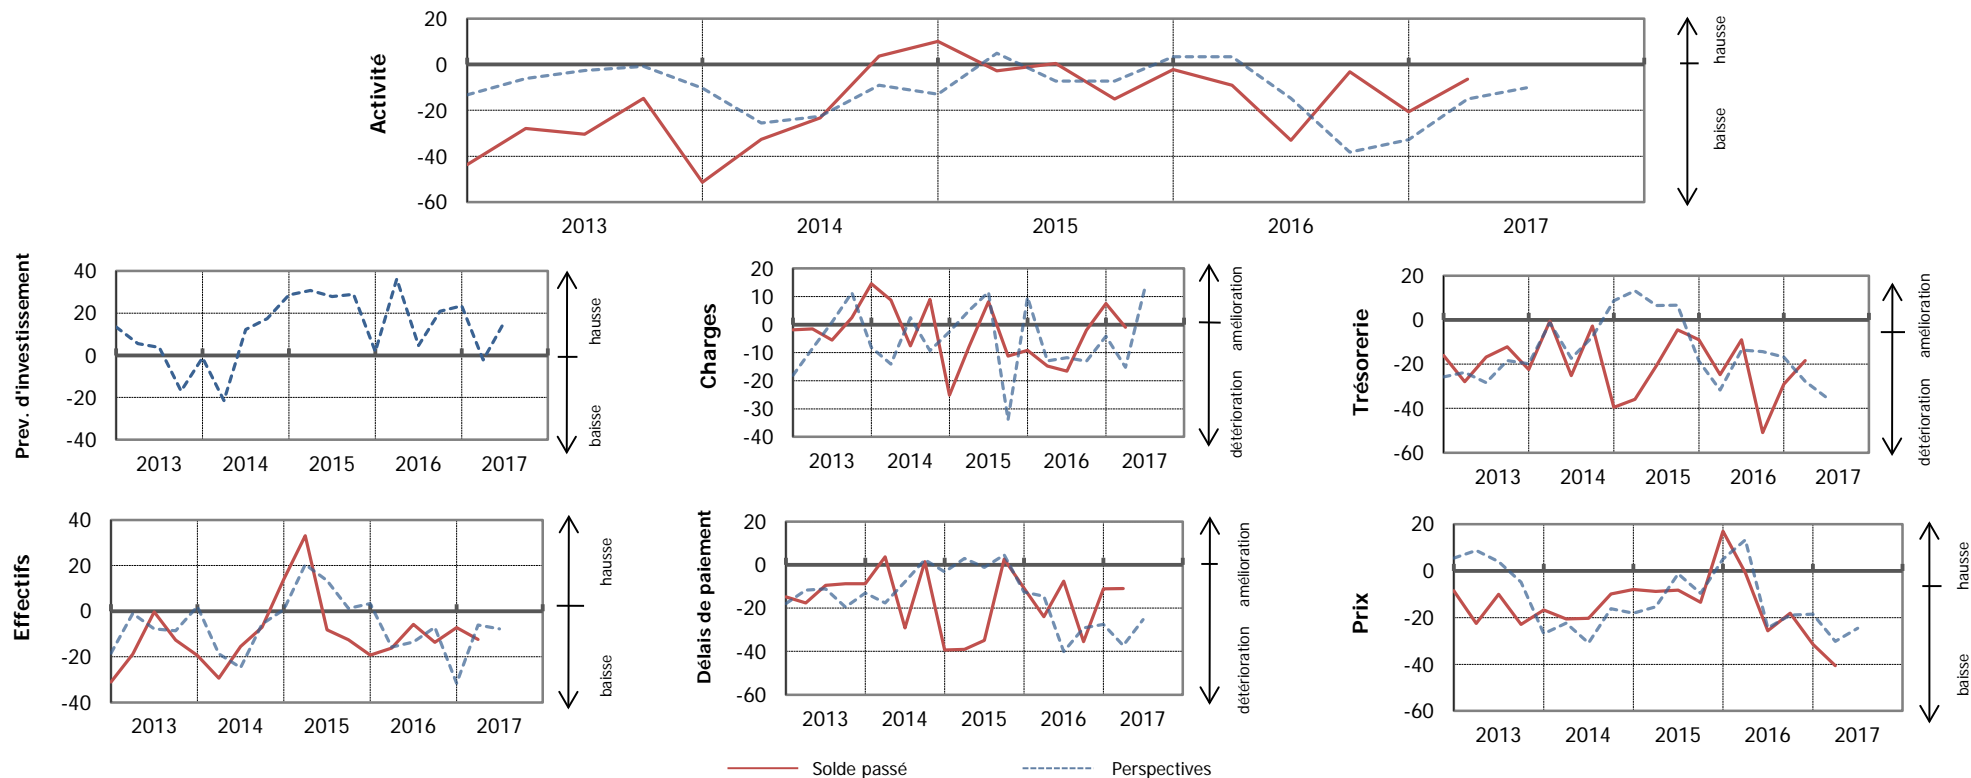 Activité
20
0
-20
-40
-60
2013 2014 2015 2016 2017
hausse
baisse
Prev. d'investissement
40
20
0
-20
-40
2013 2014 2015 2016 2017
hausse
baisse
Charges
20
10
0
-10
-20
-30
-40
2013 2014 2015 2016 2017
amélioration
détérioration
Trésorerie
20
0
-20
-40
-60
2013 2014 2015 2016 2017
amélioration
détérioration
Effectifs
40
20
0
-20
-40
2013 2014 2015 2016 2017
hausse
baisse
Délais de paiement
20
0
-20
-40
-60
2013 2014 2015 2016 2017
amélioration
détérioration
Prix
20
0
-20
-40
-60
2013 2014 2015 2016 2017
hausse
baisse
Solde passé Perspectives